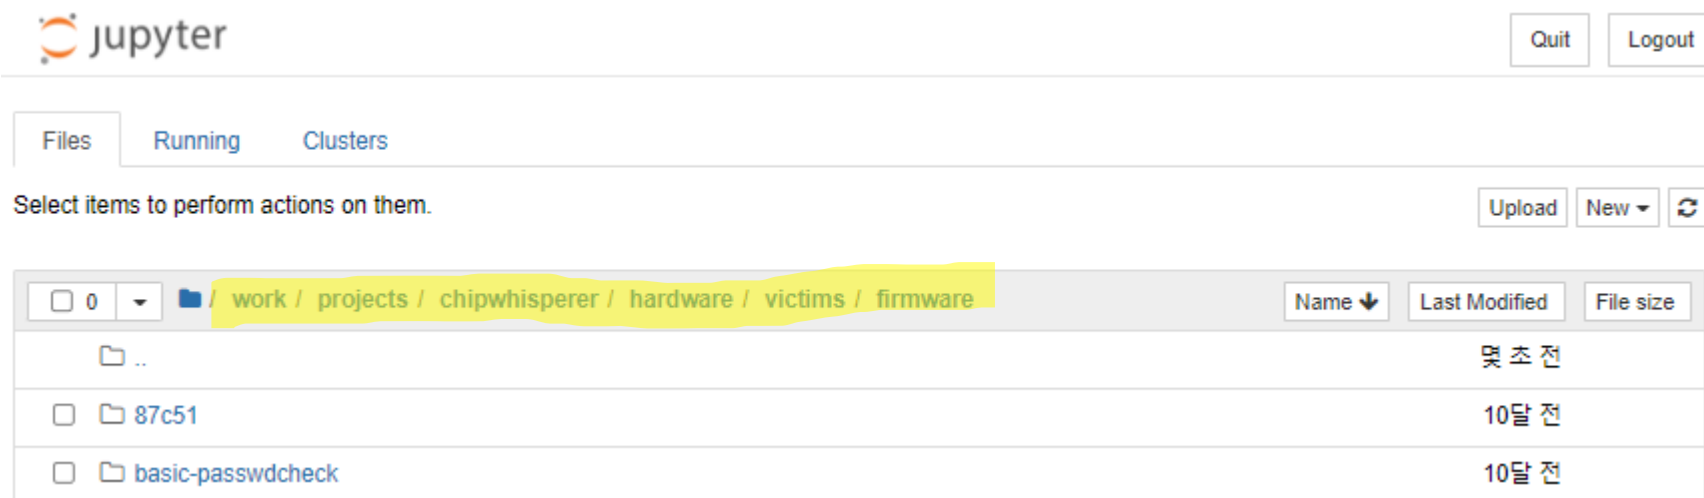 jupyter
Quit Logout
Files Running Clusters
Select items to perform actions on them.
Upload New
0 / work / projects / chipwhisperer / hardware / victims / firmware Name Last Modified File size
.. 몇 초 전
87c51 10달 전
basic-passwdcheck 10달 전